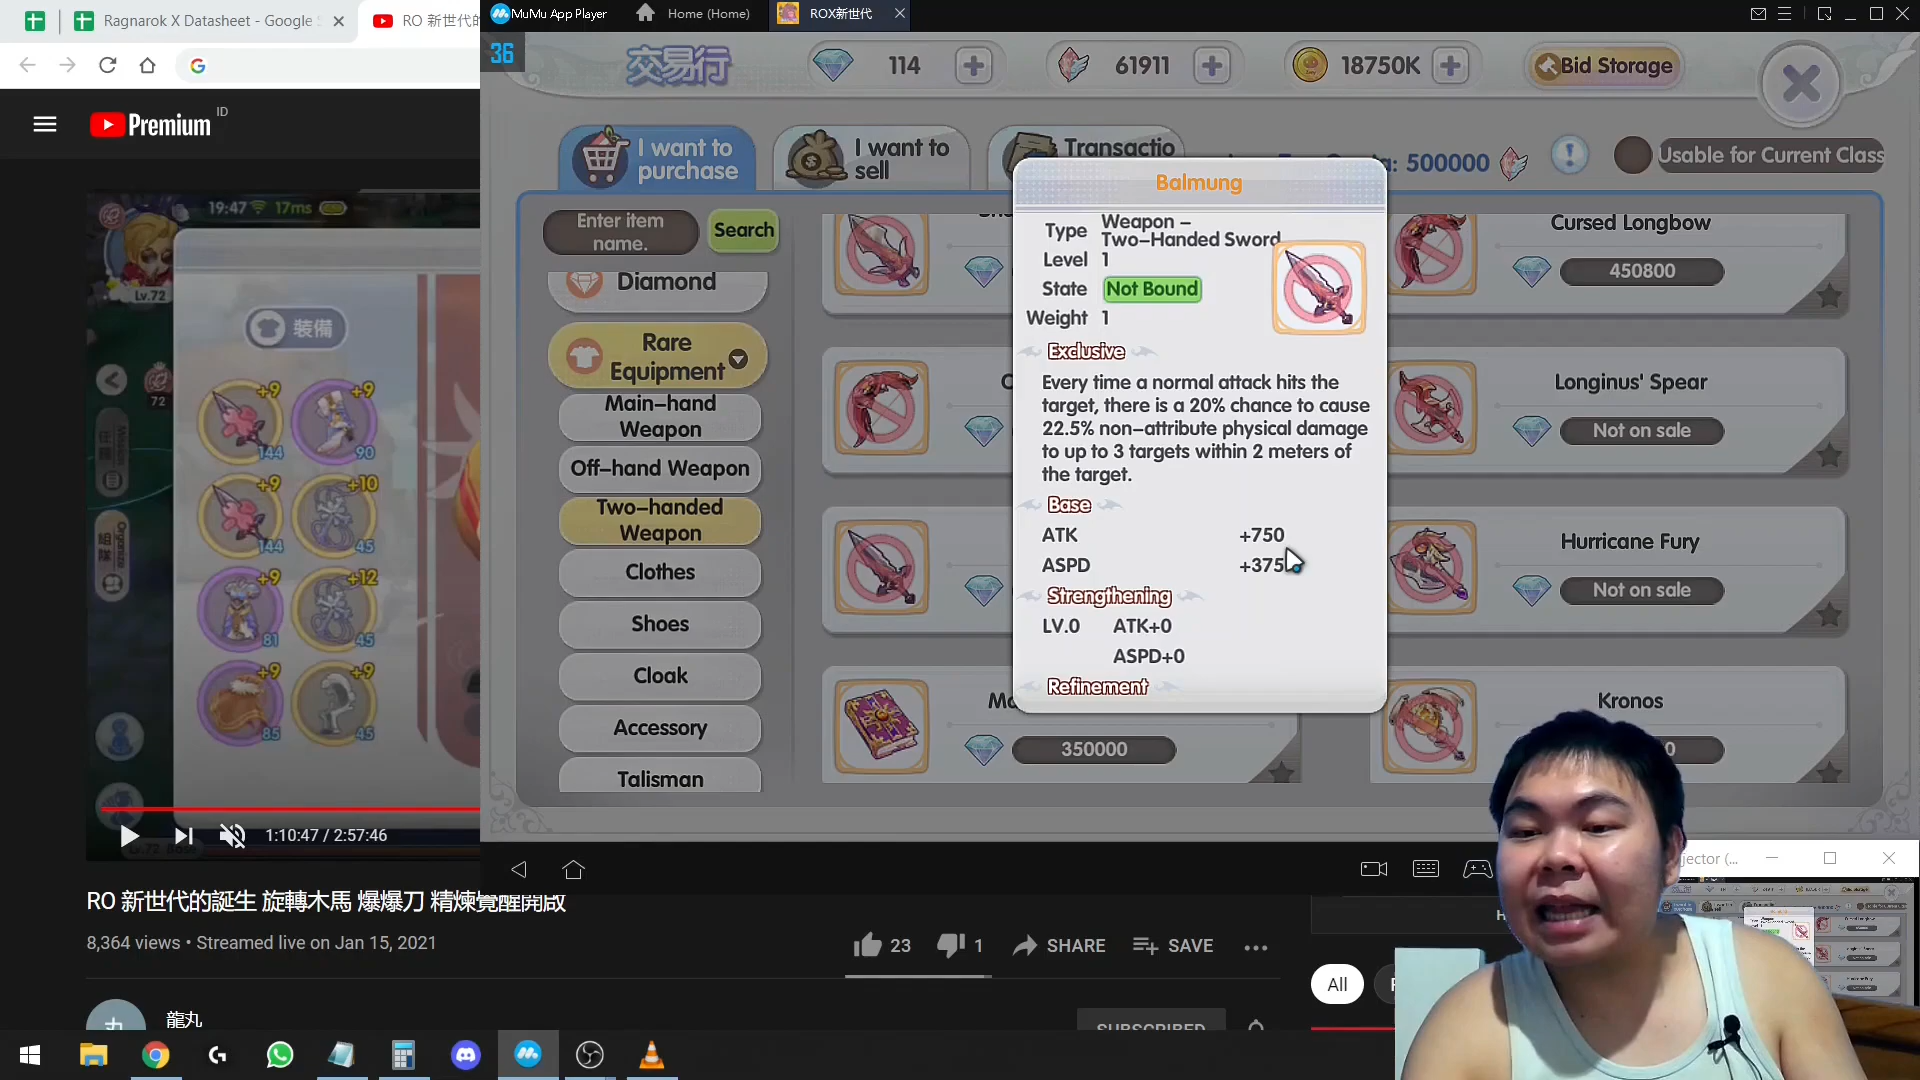 Ragnarok X Datasheet - Google
RO 新世代的
MuMu App Player
Home (Home)
ROX新世代
36
交易行
114
61911
18750K
Bid Storage
Premium
ID
I want to
purchase
I want to
sell
Transactio
: 500000
Usable for Current Class
Enter item
name.
Search
Diamond
Rare
Equipment
Main-hand
Weapon
Off-hand Weapon
Two-handed
Weapon
Clothes
Shoes
Cloak
Accessory
Talisman
Balmung
Type
Weapon -
Two-Handed Sword
Level 1
State Not Bound
Weight 1
Exclusive
Every time a normal attack hits the
target, there is a 20% chance to cause
22.5% non-attribute physical damage
to up to 3 targets within 2 meters of
the target.
Base
ATK +750
ASPD +375
Strengthening
LV.0 ATK+0
ASPD+0
Refinement
350000
Cursed Longbow
450800
Longinus' Spear
Not on sale
Hurricane Fury
Not on sale
Kronos
19:47
17ms
Lv.72
裝備
72
+9
144
+9
90
+9
144
+10
45
+9
81
+12
45
+9
85
+9
45
組隊
1:10:47 / 2:57:46
RO 新世代的誕生 旋轉木馬 爆爆刀 精煉覺醒開啟
8,364 views • Streamed live on Jan 15, 2021
23
1
SHARE
SAVE
龍丸
SUBSCRIBED
All
jector (...